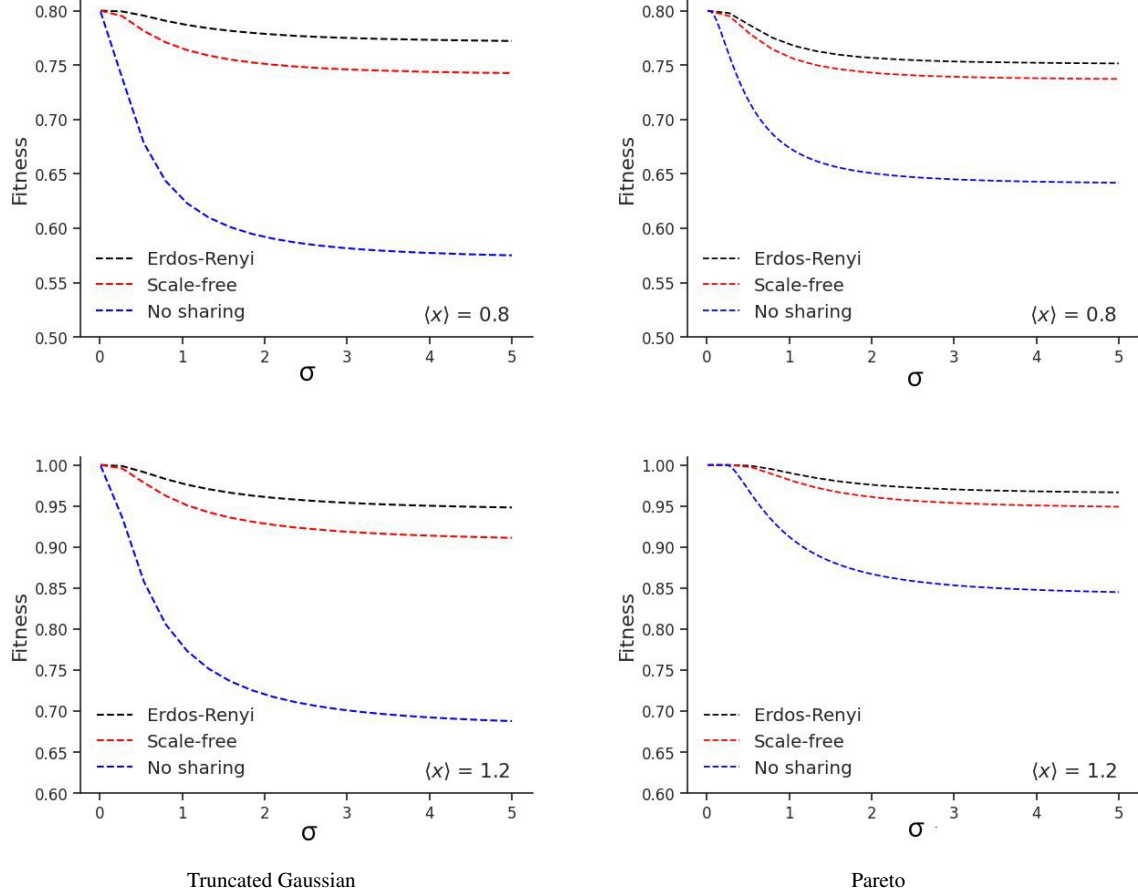 0.80
0.75
0.70
0.65
0.60
0.55
0.50
Fitness
Erdos-Renyi
Scale-free
No sharing
⟨x⟩ = 0.8
0 1 2 3 4 5
σ
0.80
0.75
0.70
0.65
0.60
0.55
0.50
Fitness
Erdos-Renyi
Scale-free
No sharing
⟨x⟩ = 0.8
0 1 2 3 4 5
σ
1.00
0.95
0.90
0.85
0.80
0.75
0.70
0.65
0.60
Fitness
Erdos-Renyi
Scale-free
No sharing
⟨x⟩ = 1.2
0 1 2 3 4 5
σ
1.00
0.95
0.90
0.85
0.80
0.75
0.70
0.65
0.60
Fitness
Erdos-Renyi
Scale-free
No sharing
⟨x⟩ = 1.2
0 1 2 3 4 5
σ
Truncated Gaussian
Pareto